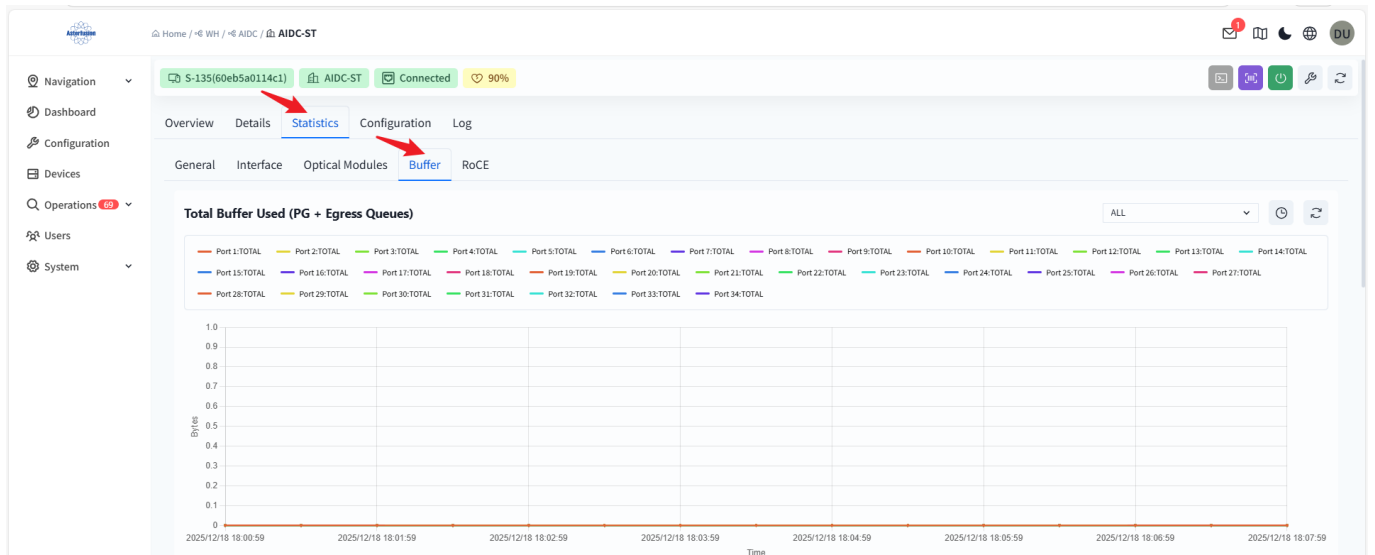 Asterfusion
Home / WH / AIDC / AIDC-ST
1
DU
Navigation
Dashboard
Configuration
Devices
Operations 69
Users
System
S-135(60eb5a0114c1) AIDC-ST Connected 90%
Overview Details Statistics Configuration Log
General Interface Optical Modules Buffer RoCE
Total Buffer Used (PG + Egress Queues)
ALL
Port 1:TOTAL Port 2:TOTAL Port 3:TOTAL Port 4:TOTAL Port 5:TOTAL Port 6:TOTAL Port 7:TOTAL Port 8:TOTAL Port 9:TOTAL Port 10:TOTAL Port 11:TOTAL Port 12:TOTAL Port 13:TOTAL Port 14:TOTAL
Port 15:TOTAL Port 16:TOTAL Port 17:TOTAL Port 18:TOTAL Port 19:TOTAL Port 20:TOTAL Port 21:TOTAL Port 22:TOTAL Port 23:TOTAL Port 24:TOTAL Port 25:TOTAL Port 26:TOTAL Port 27:TOTAL
Port 28:TOTAL Port 29:TOTAL Port 30:TOTAL Port 31:TOTAL Port 32:TOTAL Port 33:TOTAL Port 34:TOTAL
1.0
0.9
0.8
0.7
0.6
0.5
0.4
0.3
0.2
0.1
0
Bytes
2025/12/18 18:00:59 2025/12/18 18:01:59 2025/12/18 18:02:59 2025/12/18 18:03:59 2025/12/18 18:04:59 2025/12/18 18:05:59 2025/12/18 18:06:59 2025/12/18 18:07:59
Time